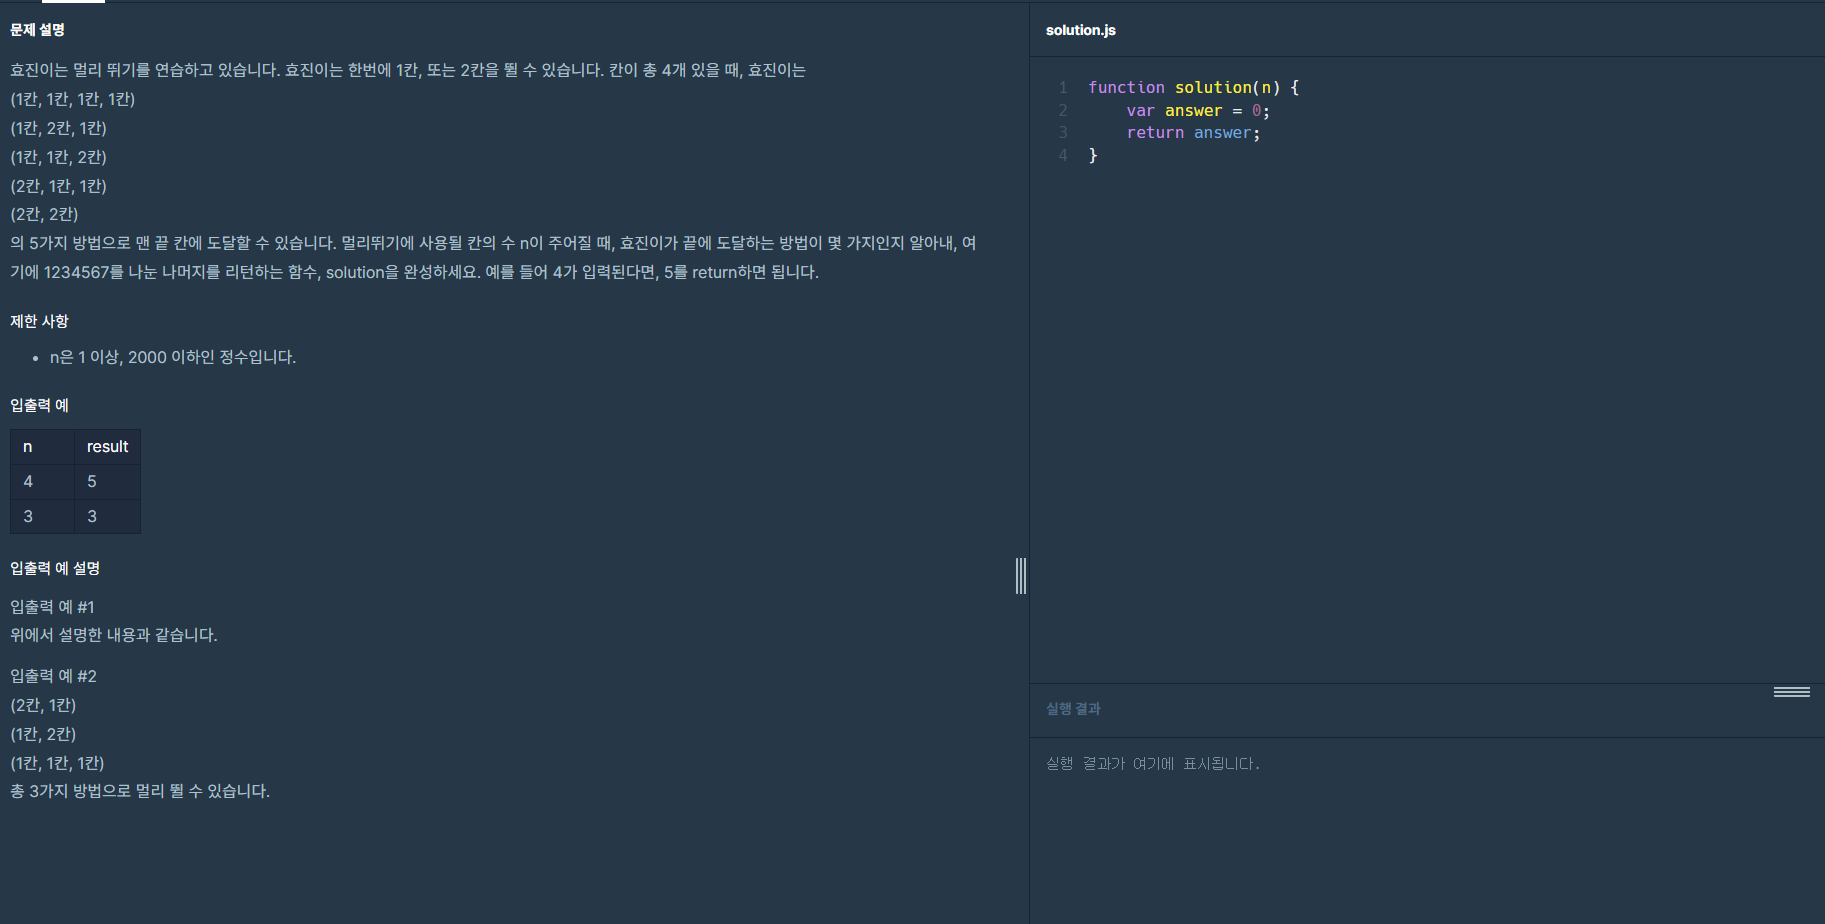 문제 설명
효진이는 멀리 뛰기를 연습하고 있습니다. 효진이는 한번에 1칸, 또는 2칸을 뛸 수 있습니다. 칸이 총 4개 있을 때, 효진이는
(1칸, 1칸, 1칸, 1칸)
(1칸, 2칸, 1칸)
(1칸, 1칸, 2칸)
(2칸, 1칸, 1칸)
(2칸, 2칸)
의 5가지 방법으로 맨 끝 칸에 도달할 수 있습니다. 멀리뛰기에 사용될 칸의 수 n이 주어질 때, 효진이가 끝에 도달하는 방법이 몇 가지인지 알아내, 여
기에 1234567를 나눈 나머지를 리턴하는 함수, solution을 완성하세요. 예를 들어 4가 입력된다면, 5를 return하면 됩니다.
제한 사항
• n은 1 이상, 2000 이하인 정수입니다.
입출력 예
n result
4 5
3 3
입출력 예 설명
입출력 예 #1
위에서 설명한 내용과 같습니다.
입출력 예 #2
(2칸, 1칸)
(1칸, 2칸)
(1칸, 1칸, 1칸)
총 3가지 방법으로 멀리 뛸 수 있습니다.
solution.js
1 function solution(n) {
2     var answer = 0;
3     return answer;
4 }
실행 결과
실행 결과가 여기에 표시됩니다.